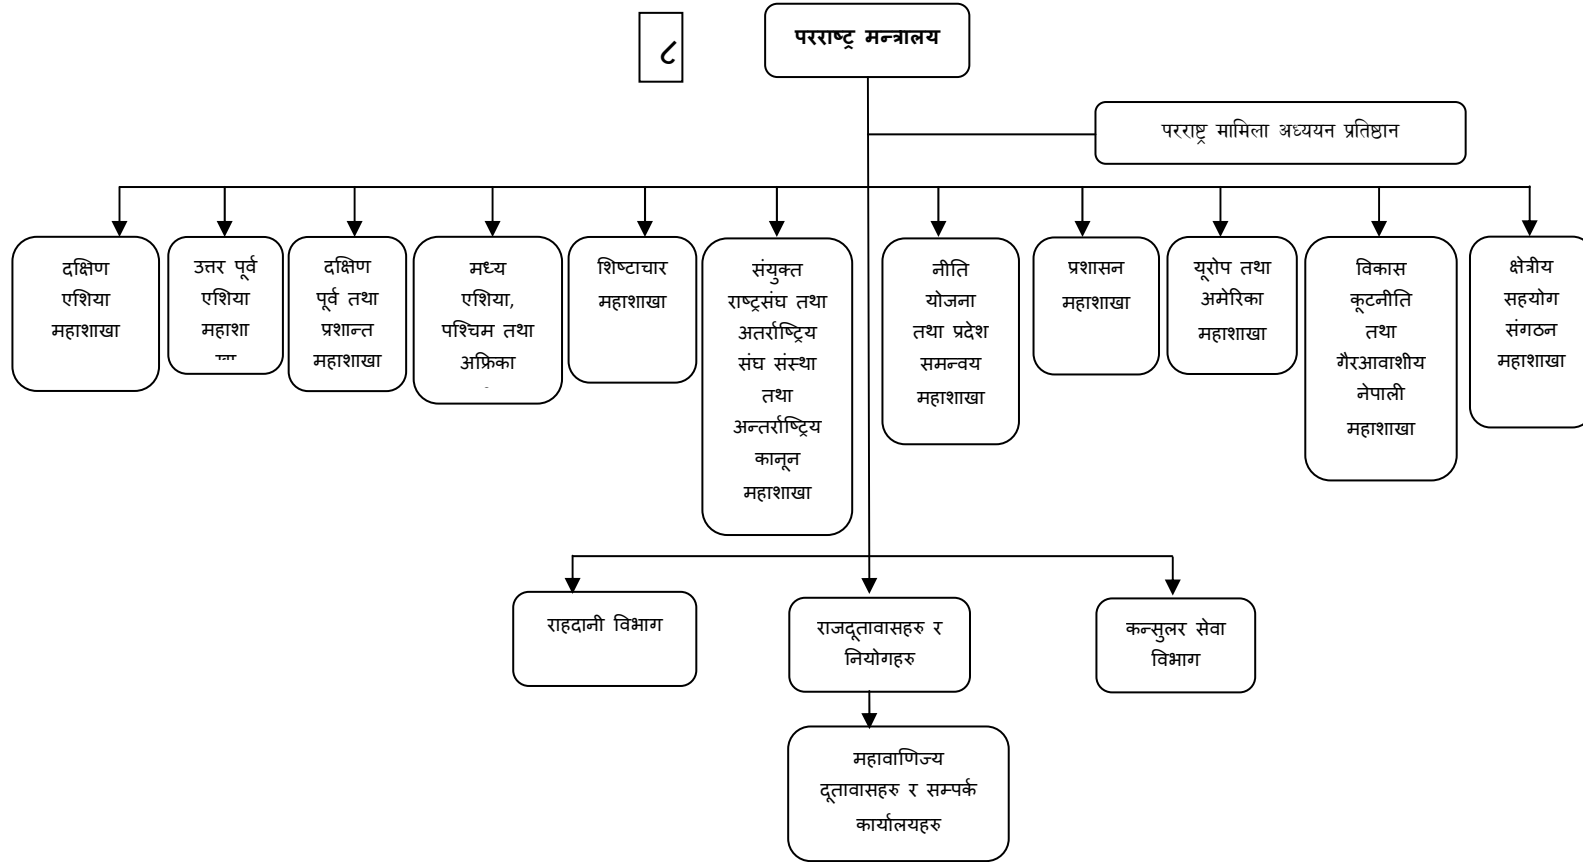 ८
परराष्ट्र मन्त्रालय
परराष्ट्र मामिला अध्ययन प्रतिष्ठान
दक्षिण
एशिया
महाशाखा
उत्तर पूर्व
एशिया
महाशा
दक्षिण
पूर्व तथा
प्रशान्त
महाशाखा
मध्य
एशिया,
पश्चिम तथा
अफ्रिका
शिष्टाचार
महाशाखा
संयुक्त
राष्ट्रसंघ तथा
अतर्राष्ट्रिय
संघ संस्था
तथा
अन्तर्राष्ट्रिय
कानून
महाशाखा
नीति
योजना
तथा प्रदेश
समन्वय
महाशाखा
प्रशासन
महाशाखा
यूरोप तथा
अमेरिका
महाशाखा
विकास
कूटनीति
तथा
गैरआवाशीय
नेपाली
महाशाखा
क्षेत्रीय
सहयोग
संगठन
महाशाखा
राहदानी विभाग
राजदूतावासहरु र
नियोगहरु
कन्सुलर सेवा
विभाग
महावाणिज्य
दूतावासहरु र सम्पर्क
कार्यालयहरु